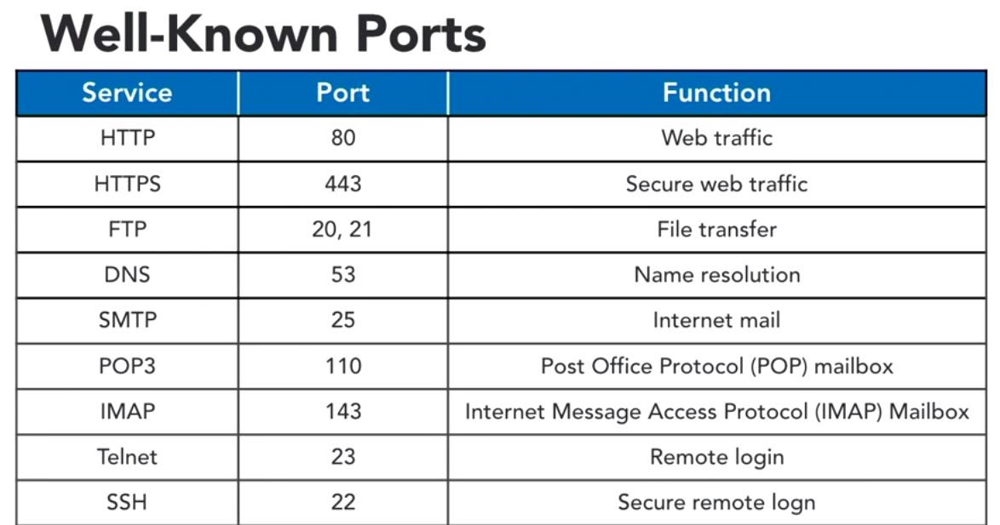 Well-Known Ports
Service Port Function
HTTP 80 Web traffic
HTTPS 443 Secure web traffic
FTP 20, 21 File transfer
DNS 53 Name resolution
SMTP 25 Internet mail
POP3 110 Post Office Protocol (POP) mailbox
IMAP 143 Internet Message Access Protocol (IMAP) Mailbox
Telnet 23 Remote login
SSH 22 Secure remote logn